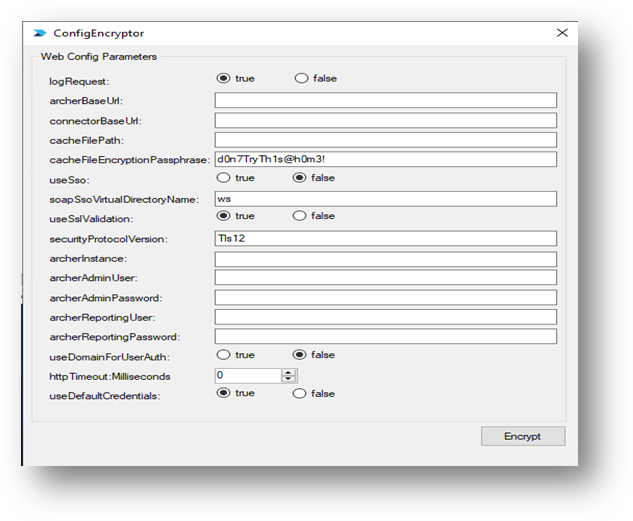 ConfigEncryptor
Web Config Parameters
logRequest: true false
archerBaseUrl:
connectorBaseUrl:
cacheFilePath:
cacheFileEncryptionPassphrase: d0n7TryTh1s@h0m3!
useSso: true false
soapSsoVirtualDirectoryName: ws
useSslValidation: true false
securityProtocolVersion: Tls12
archerInstance:
archerAdminUser:
archerAdminPassword:
archerReportingUser:
archerReportingPassword:
useDomainForUserAuth: true false
httpTimeout:Milliseconds 0
useDefaultCredentials: true false
Encrypt